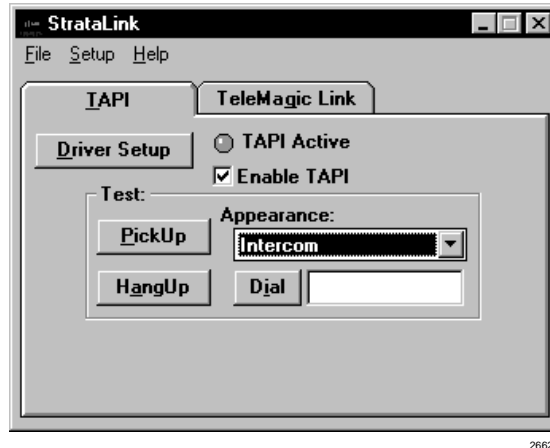 StrataLink
File Setup Help
TAPI TeleMagic Link
Driver Setup TAPI Active
Enable TAPI
Test:
PickUp Appearance:
Intercom
HangUp Dial
2662